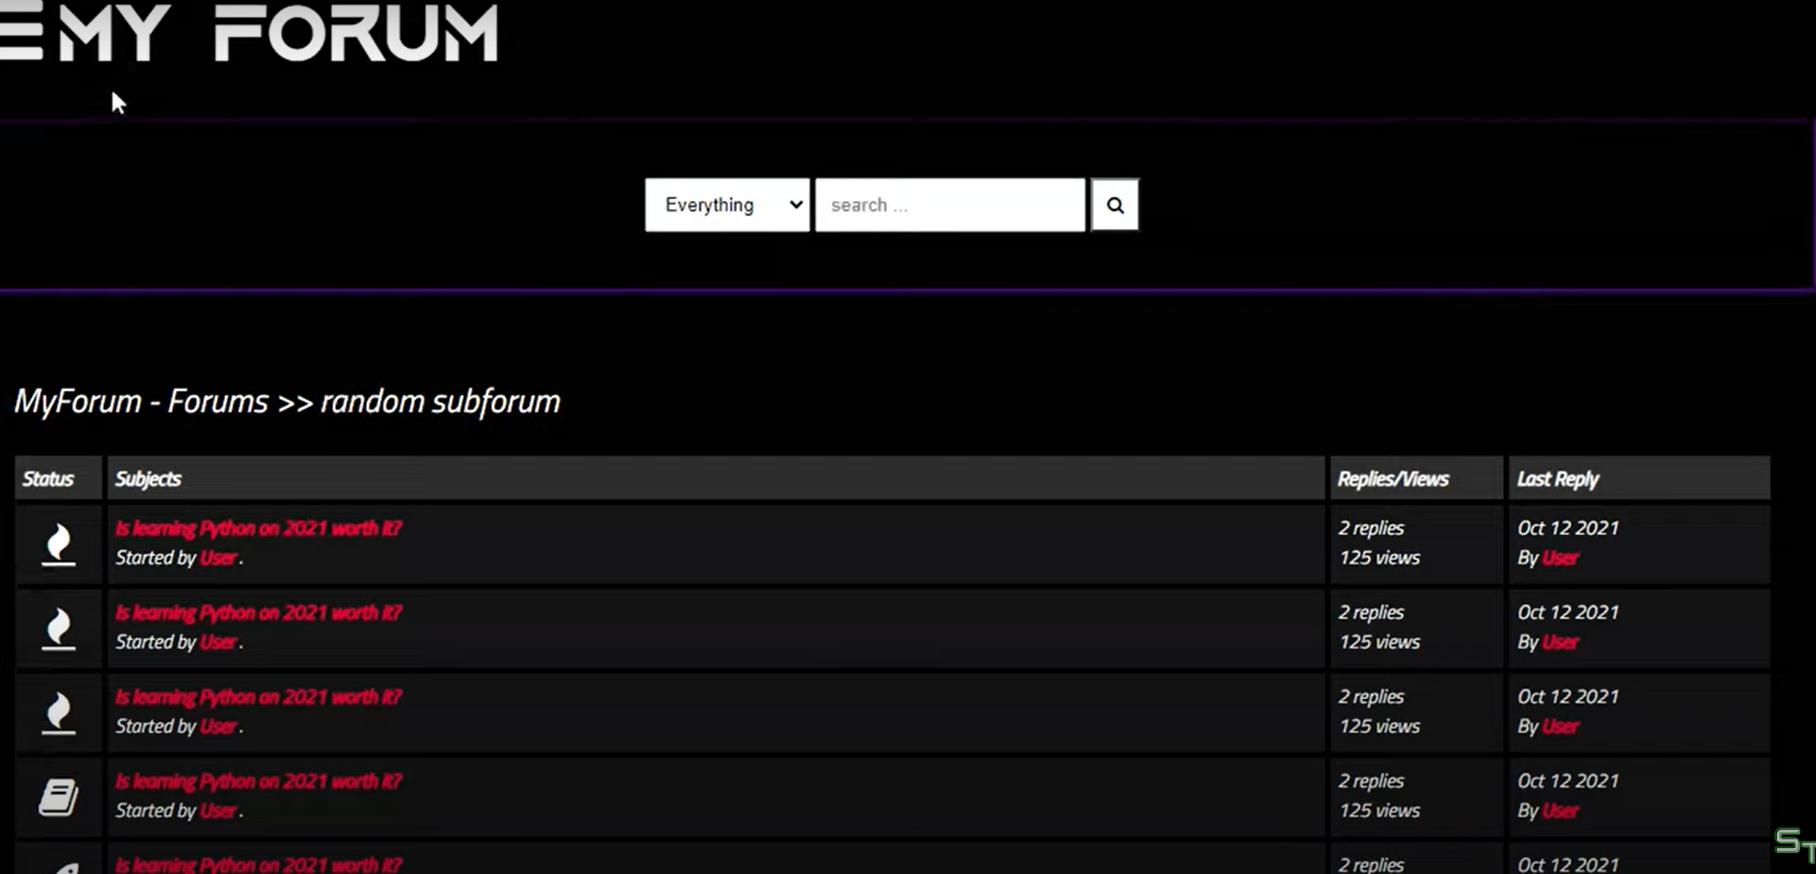 MY FORUM
Everything search ...
MyForum - Forums >> random subforum
Status Subjects Replies/Views Last Reply
Is learning Python on 2021 worth it? 2 replies Oct 12 2021
Started by User . 125 views By User
Is learning Python on 2021 worth it? 2 replies Oct 12 2021
Started by User . 125 views By User
Is learning Python on 2021 worth it? 2 replies Oct 12 2021
Started by User . 125 views By User
Is learning Python on 2021 worth it? 2 replies Oct 12 2021
Started by User . 125 views By User
Is learning Python on 2021 worth it? 2 replies Oct 12 2021
ST